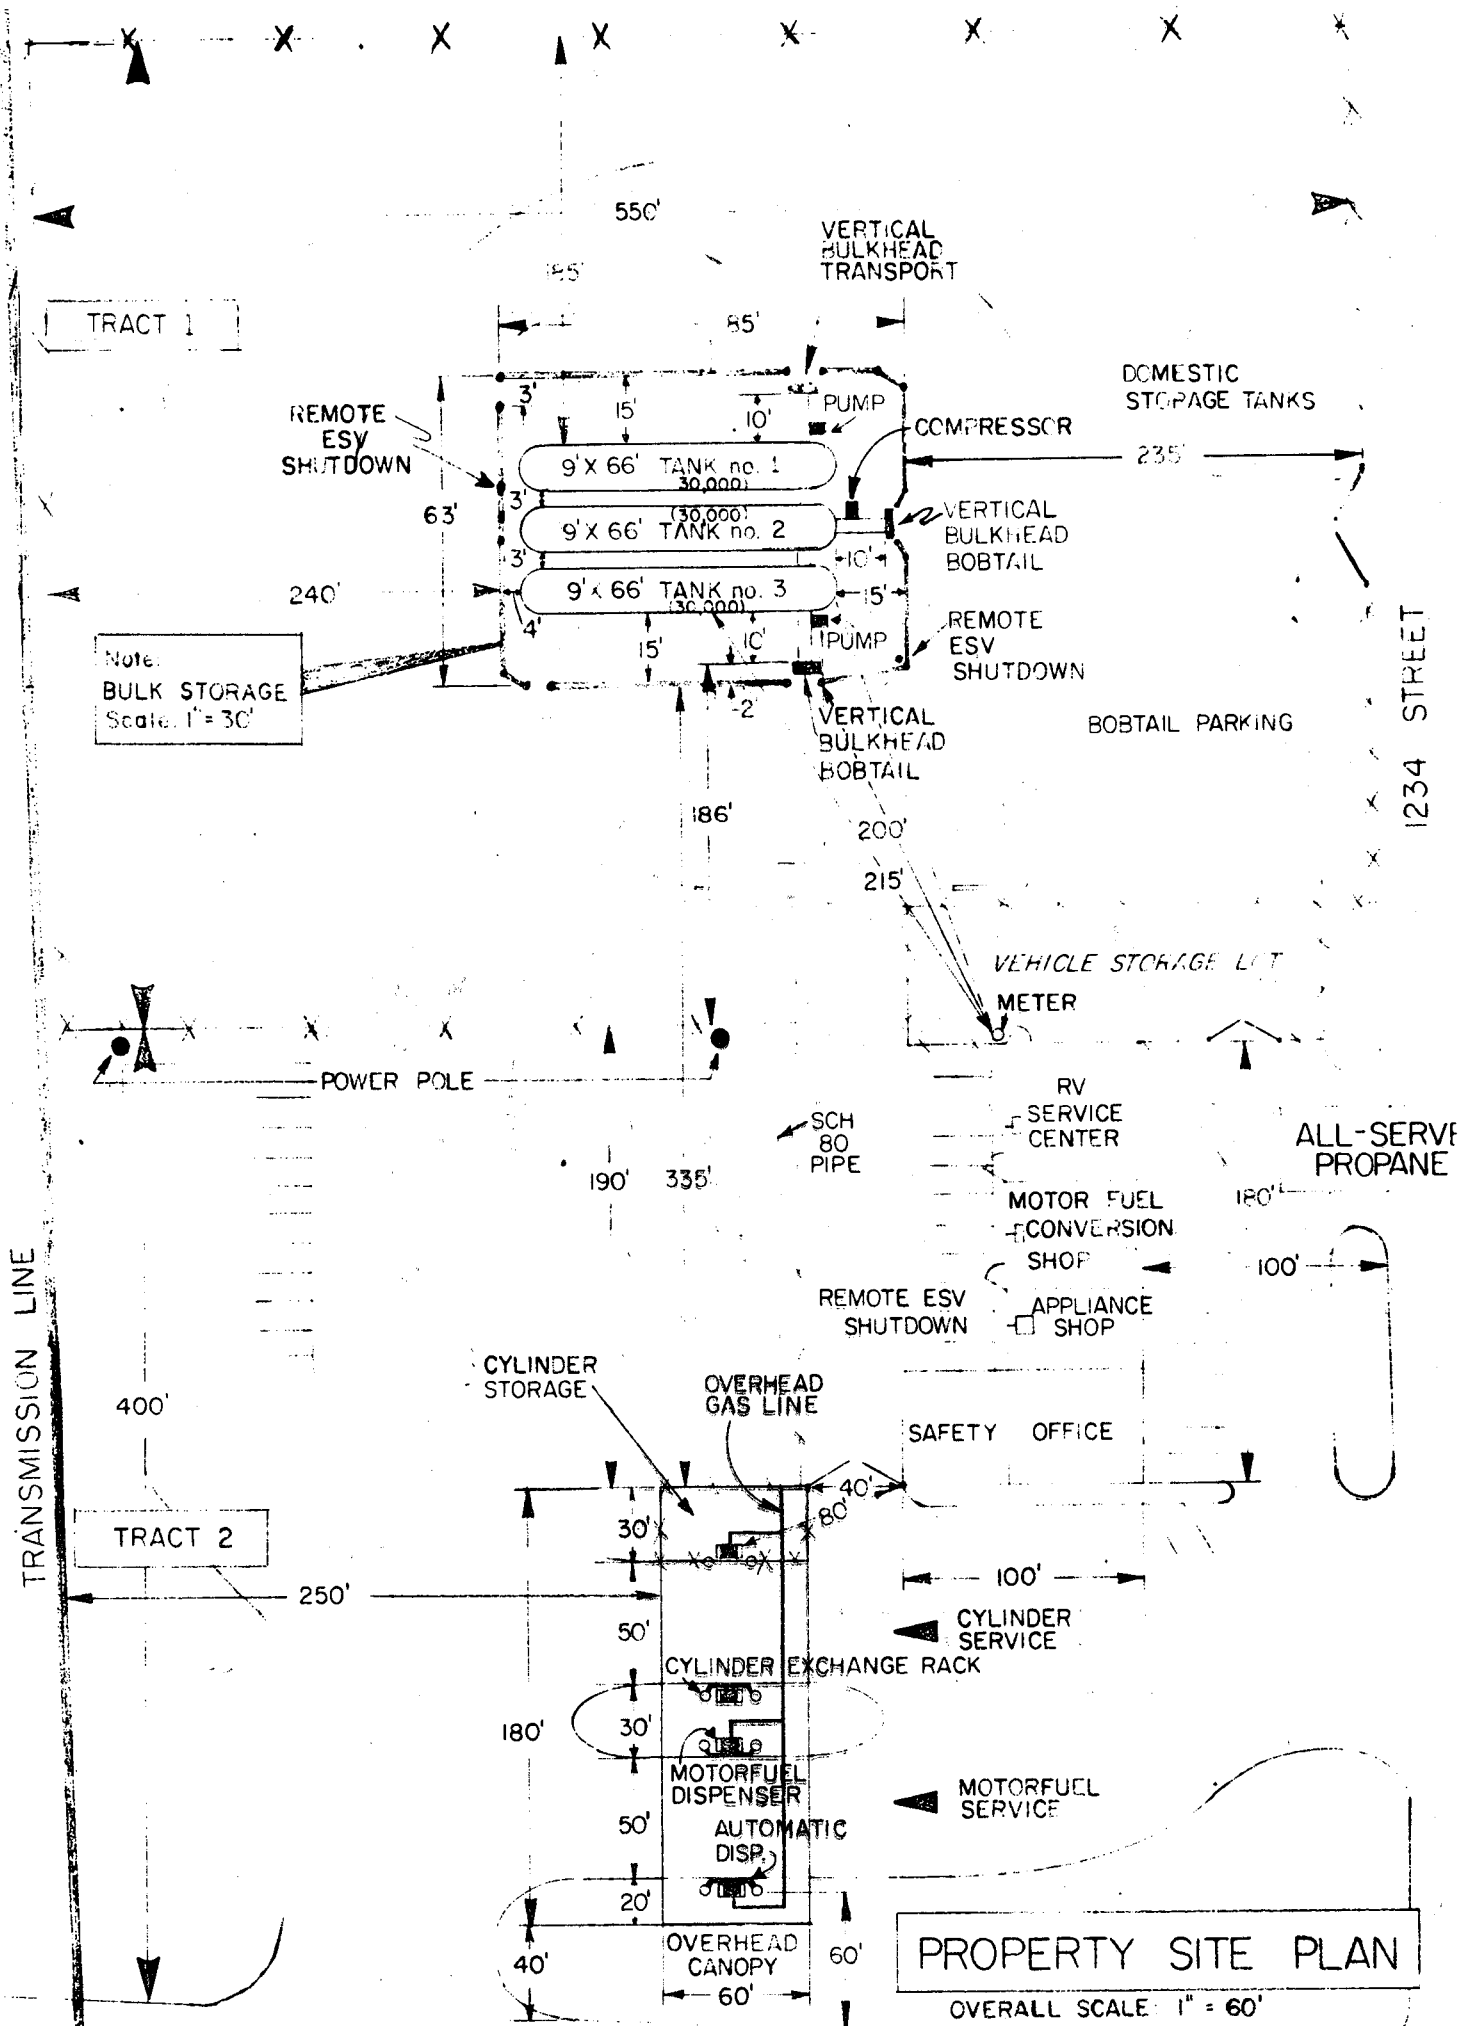 550'
VERTICAL
BULKHEAD
TRANSPORT
185'
TRACT 1
85'
DOMESTIC
STORAGE TANKS
REMOTE
ESV
SHUTDOWN
3'
15'
10'
PUMP
COMPRESSOR
9' X 66' TANK no. 1
(30,000)
235'
63'
3'
(30,000)
9' X 66' TANK no. 2
VERTICAL
BULKHEAD
BOBTAIL
3'
10'
240'
9' X 66' TANK no. 3
(30,000)
15'
4'
15'
10'
PUMP
REMOTE
ESV
SHUTDOWN
Note:
BULK STORAGE
Scale: 1" = 30'
2'
VERTICAL
BULKHEAD
BOBTAIL
BOBTAIL PARKING
1234 STREET
186'
200'
215'
VEHICLE STORAGE LOT
METER
POWER POLE
RV
SERVICE
CENTER
SCH
80
PIPE
ALL-SERVE
PROPANE
190'
335'
MOTOR FUEL
CONVERSION
SHOP
180'
100'
REMOTE ESV
SHUTDOWN
APPLIANCE
SHOP
TRANSMISSION LINE
CYLINDER
STORAGE
OVERHEAD
GAS LINE
400'
SAFETY OFFICE
40'
30'
80'
TRACT 2
250'
100'
50'
CYLINDER
SERVICE
CYLINDER EXCHANGE RACK
180'
30'
MOTORFUEL
DISPENSER
MOTORFUEL
SERVICE
50'
AUTOMATIC
DISP.
20'
OVERHEAD
CANOPY
40'
60'
60'
PROPERTY SITE PLAN
OVERALL SCALE: 1" = 60'